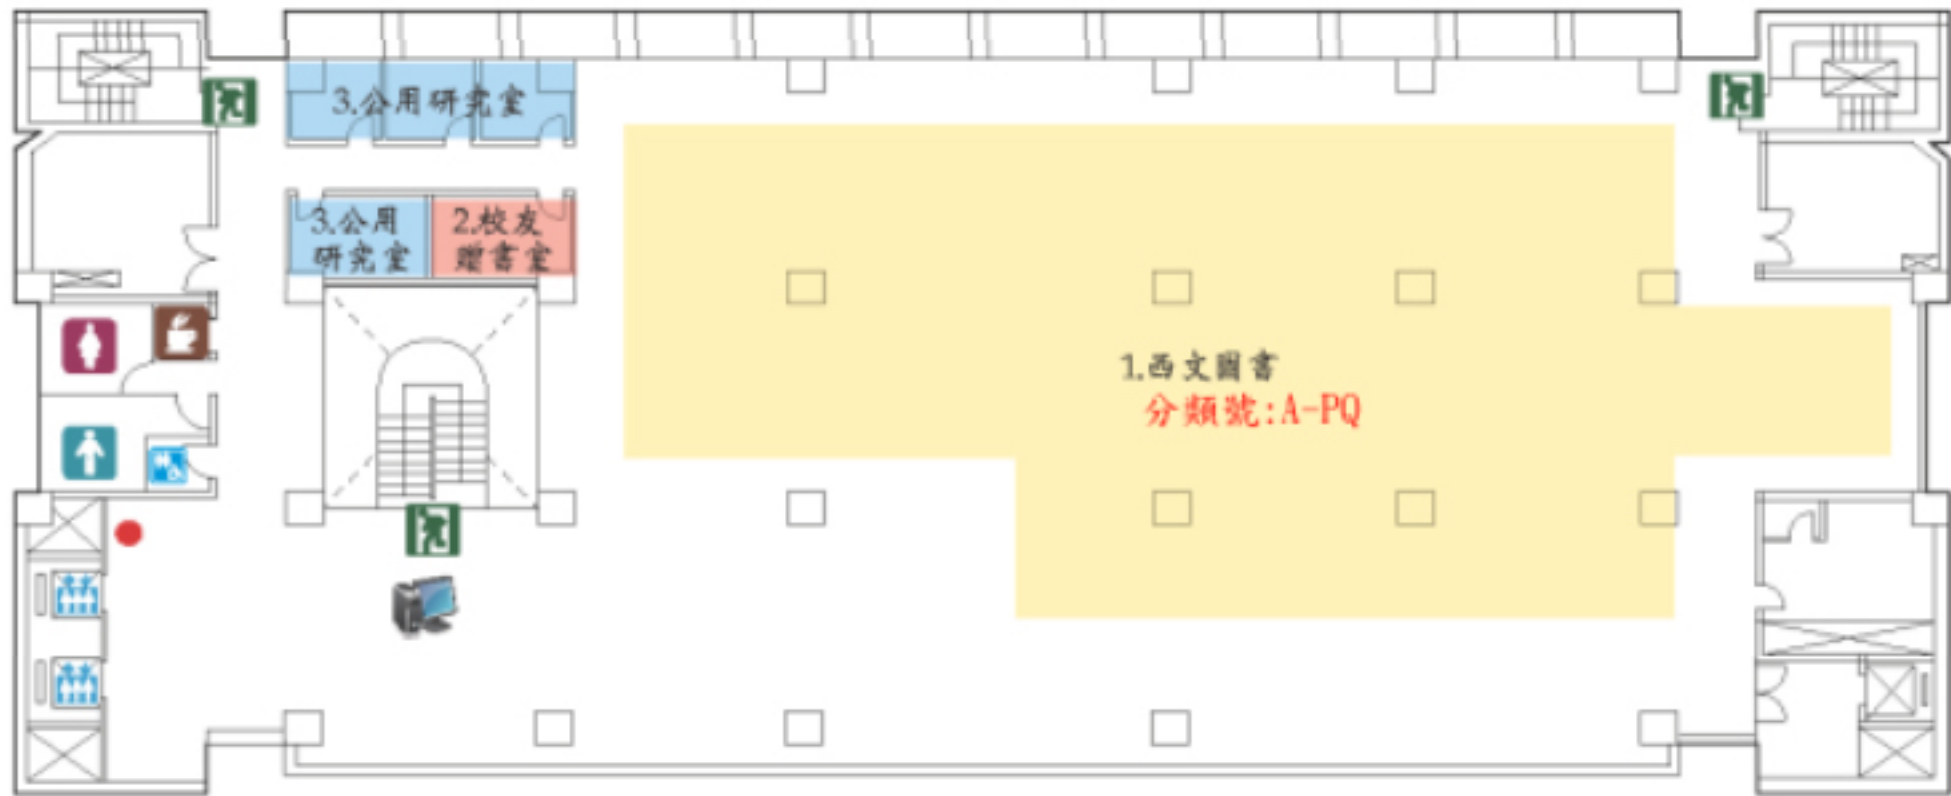 3.公用研究室
3.公用
研究室
2.校友
贈書室
1.西文圖書
分類號:A-PQ